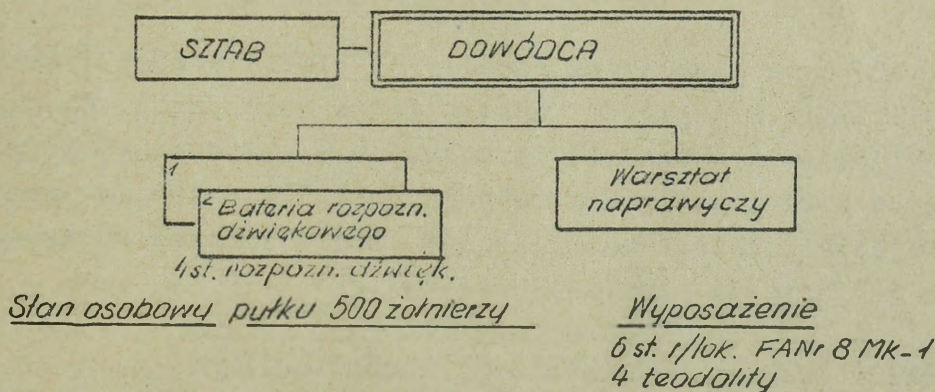 SZTAB
DOWÓDCA
1
2 Bateria rozpozn.
dźwiękowego
4 st. rozpozn. dźwięk.
Warsztat
naprawyczy
Stan osobowy pułku 500 żołnierzy
Wyposażenie
6 st. r/lok. FANr 8 Mk-1
4 teodolity